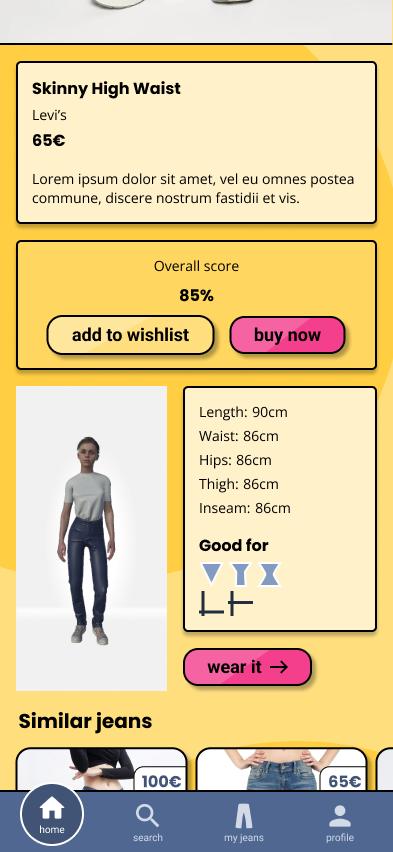 Skinny High Waist
Levi's
65€
Lorem ipsum dolor sit amet, vel eu omnes postea
commune, discere nostrum fastidii et vis.
Overall score
85%
add to wishlist
buy now
Length: 90cm
Waist: 86cm
Hips: 86cm
Thigh: 86cm
Inseam: 86cm
Good for
wear it →
Similar jeans
100€
65€
home
search
my jeans
profile